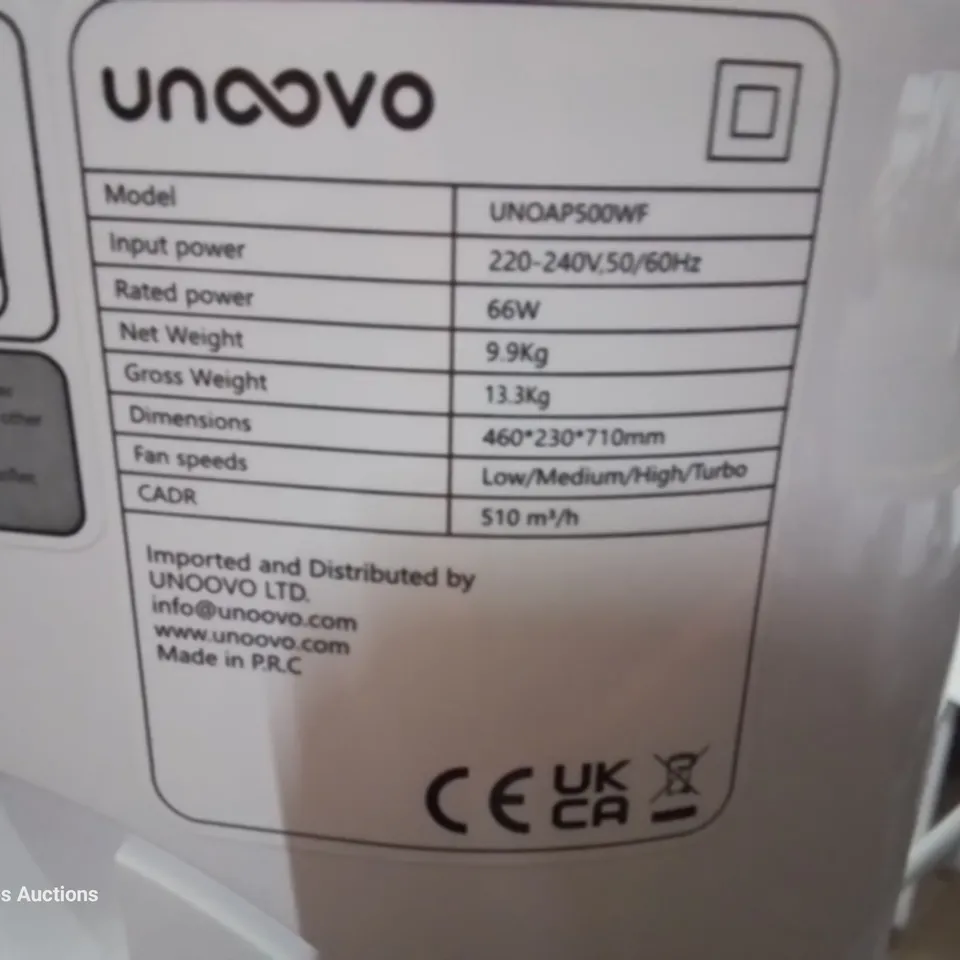 unoovo
Model UNOAP500WF
Input power 220-240V,50/60Hz
Rated power 66W
Net Weight 9.9Kg
Gross Weight 13.3Kg
Dimensions 460*230*710mm
Fan speeds Low/Medium/High/Turbo
CADR 510 m³/h
Imported and Distributed by
UNOOVO LTD.
info@unoovo.com
www.unoovo.com
Made in P.R.C
CE UK
CA
other
s Auctions